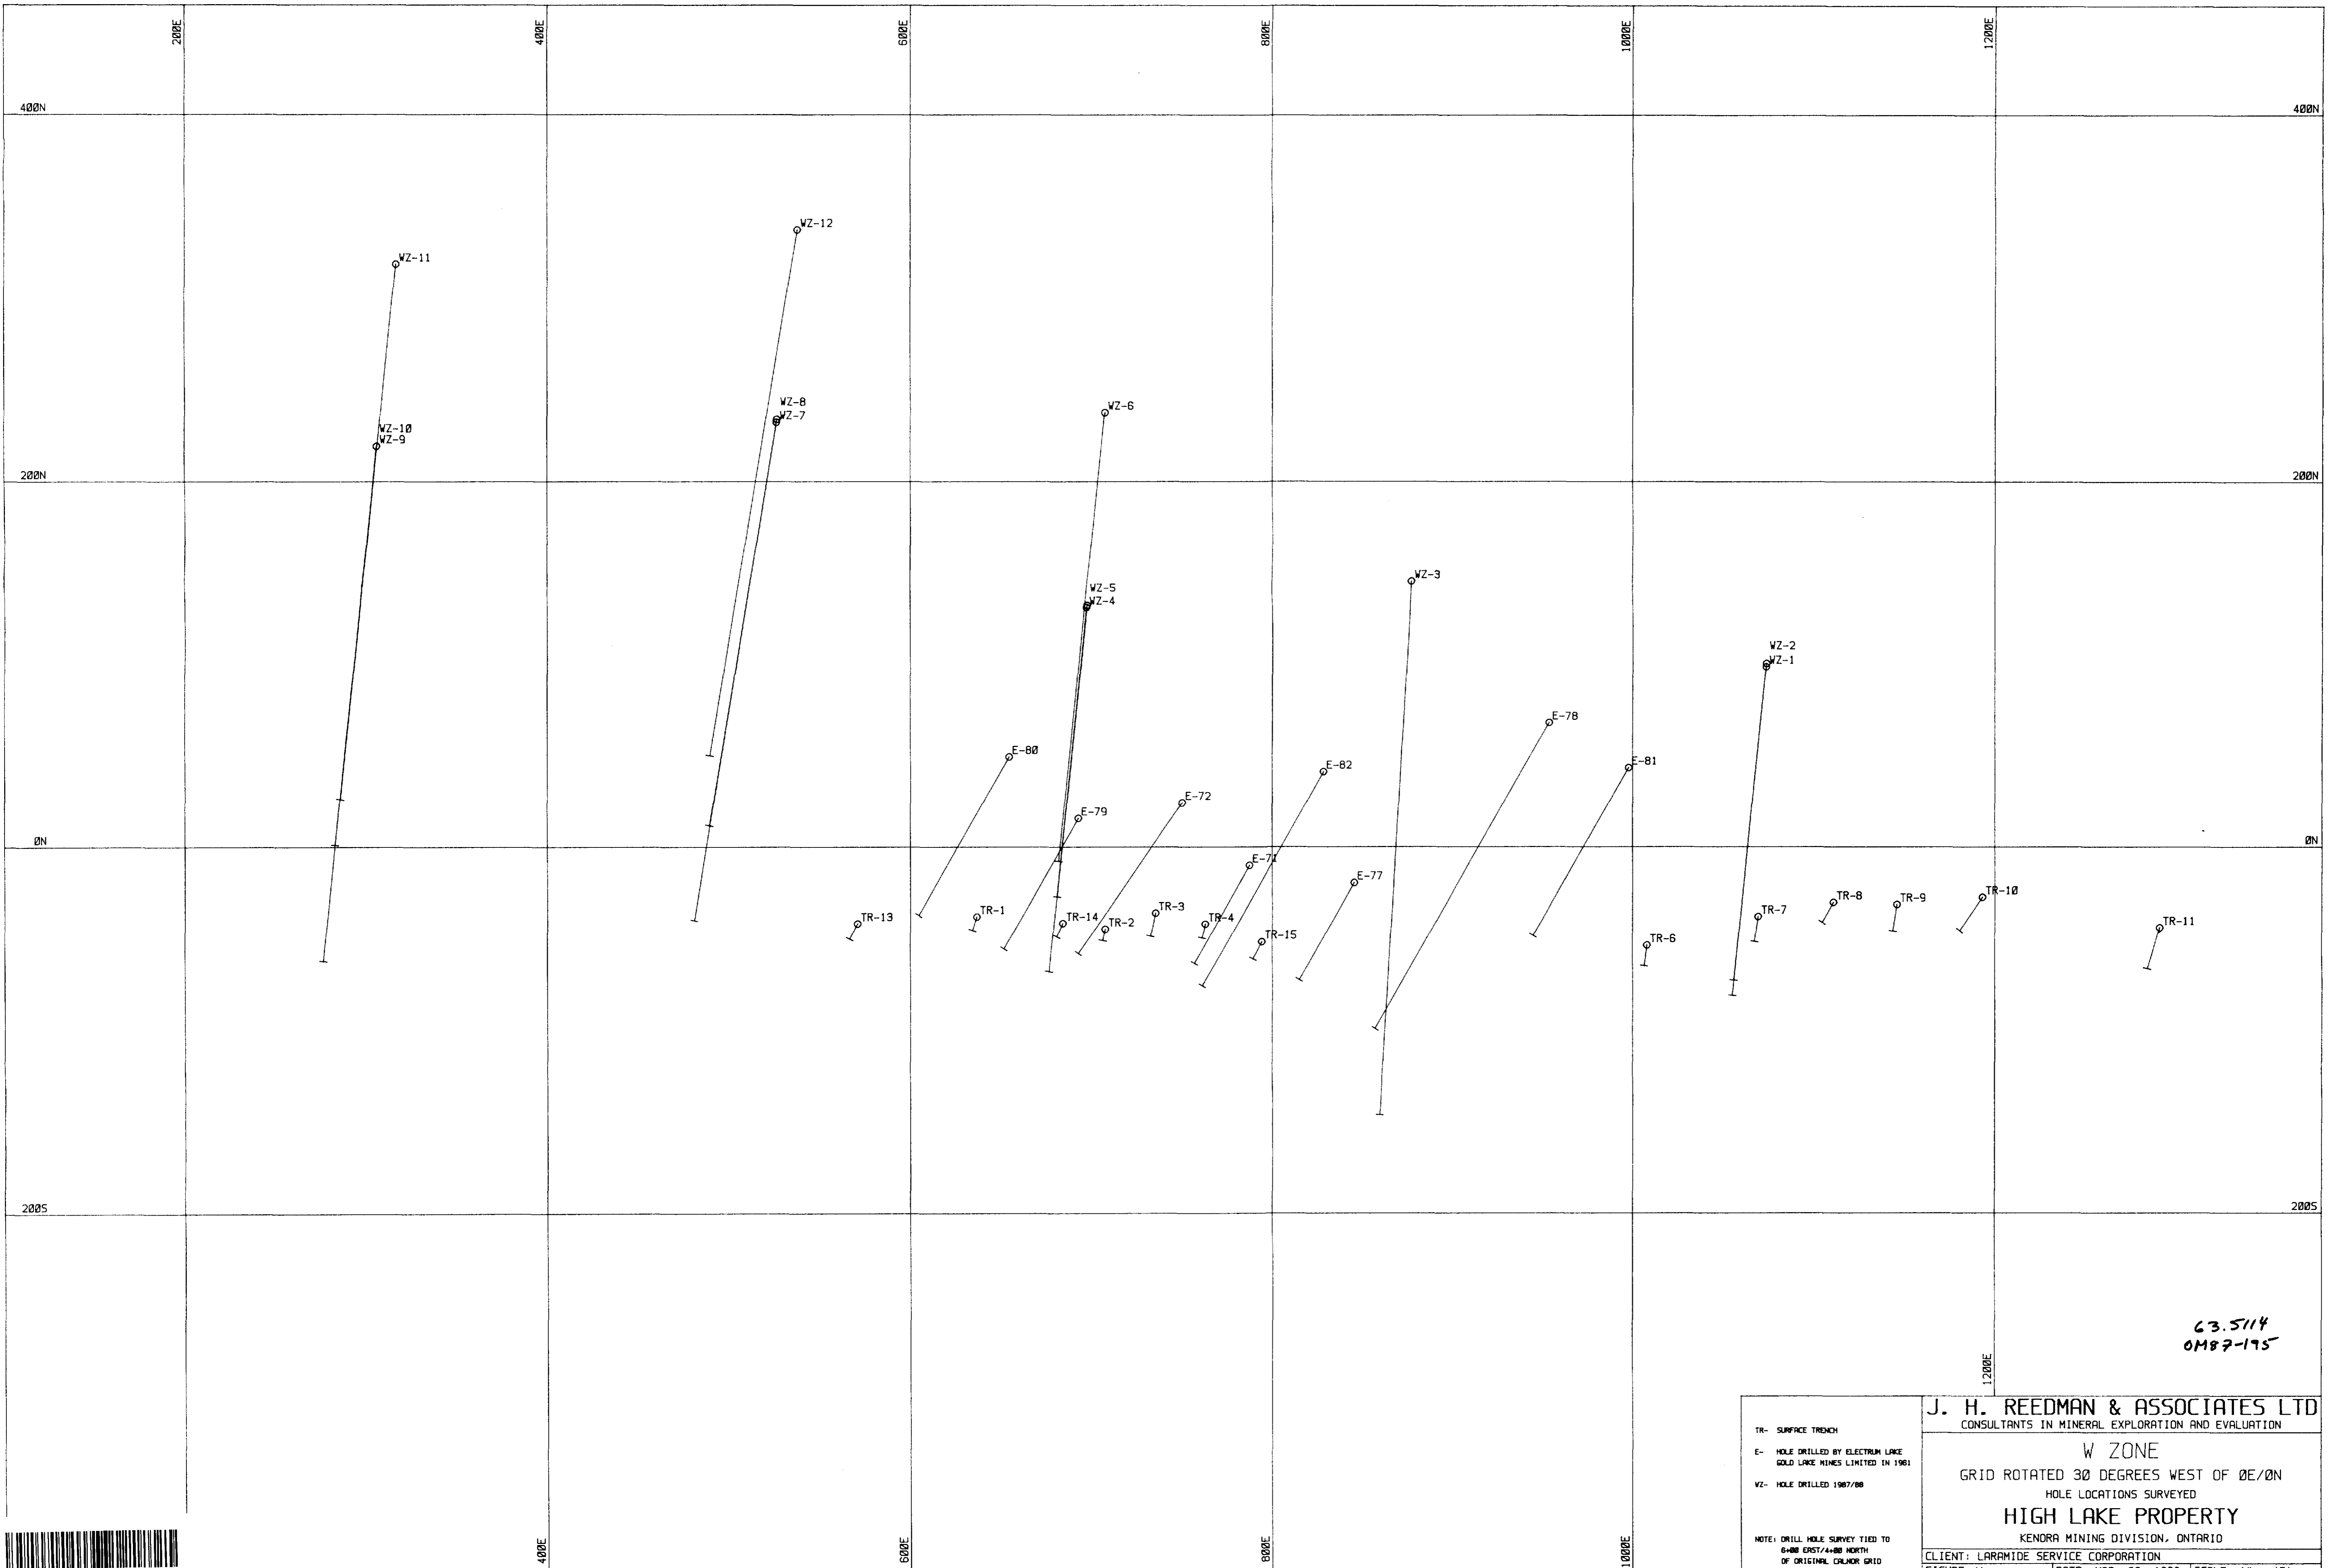 200E
400E
600E
800E
1000E
1200E
400N
400N
WZ-12
WZ-11
WZ-8
WZ-7
WZ-6
WZ-10
WZ-9
200N
200N
WZ-3
WZ-5
WZ-4
WZ-2
WZ-1
E-78
E-80
E-81
E-82
E-72
E-79
0N
0N
E-71
E-77
TR-10
TR-8
TR-9
TR-3
TR-1
TR-7
TR-13
TR-14
TR-4
TR-11
TR-2
TR-15
TR-6
200S
200S
63.5114
OM87-195
1200E
J. H. REEDMAN & ASSOCIATES LTD
CONSULTANTS IN MINERAL EXPLORATION AND EVALUATION
TR- SURFACE TRENCH
E- HOLE DRILLED BY ELECTRUM LAKE
GOLD LAKE MINES LIMITED IN 1981
WZ- HOLE DRILLED 1987/88
W ZONE
GRID ROTATED 30 DEGREES WEST OF 0E/0N
HOLE LOCATIONS SURVEYED
HIGH LAKE PROPERTY
KENORA MINING DIVISION, ONTARIO
NOTE: DRILL HOLE SURVEY TIED TO
6+00 EAST/4+00 NORTH
OF ORIGINAL CALNOR GRID
400E
600E
800E
1000E
CLIENT: LARAMIDE SERVICE CORPORATION